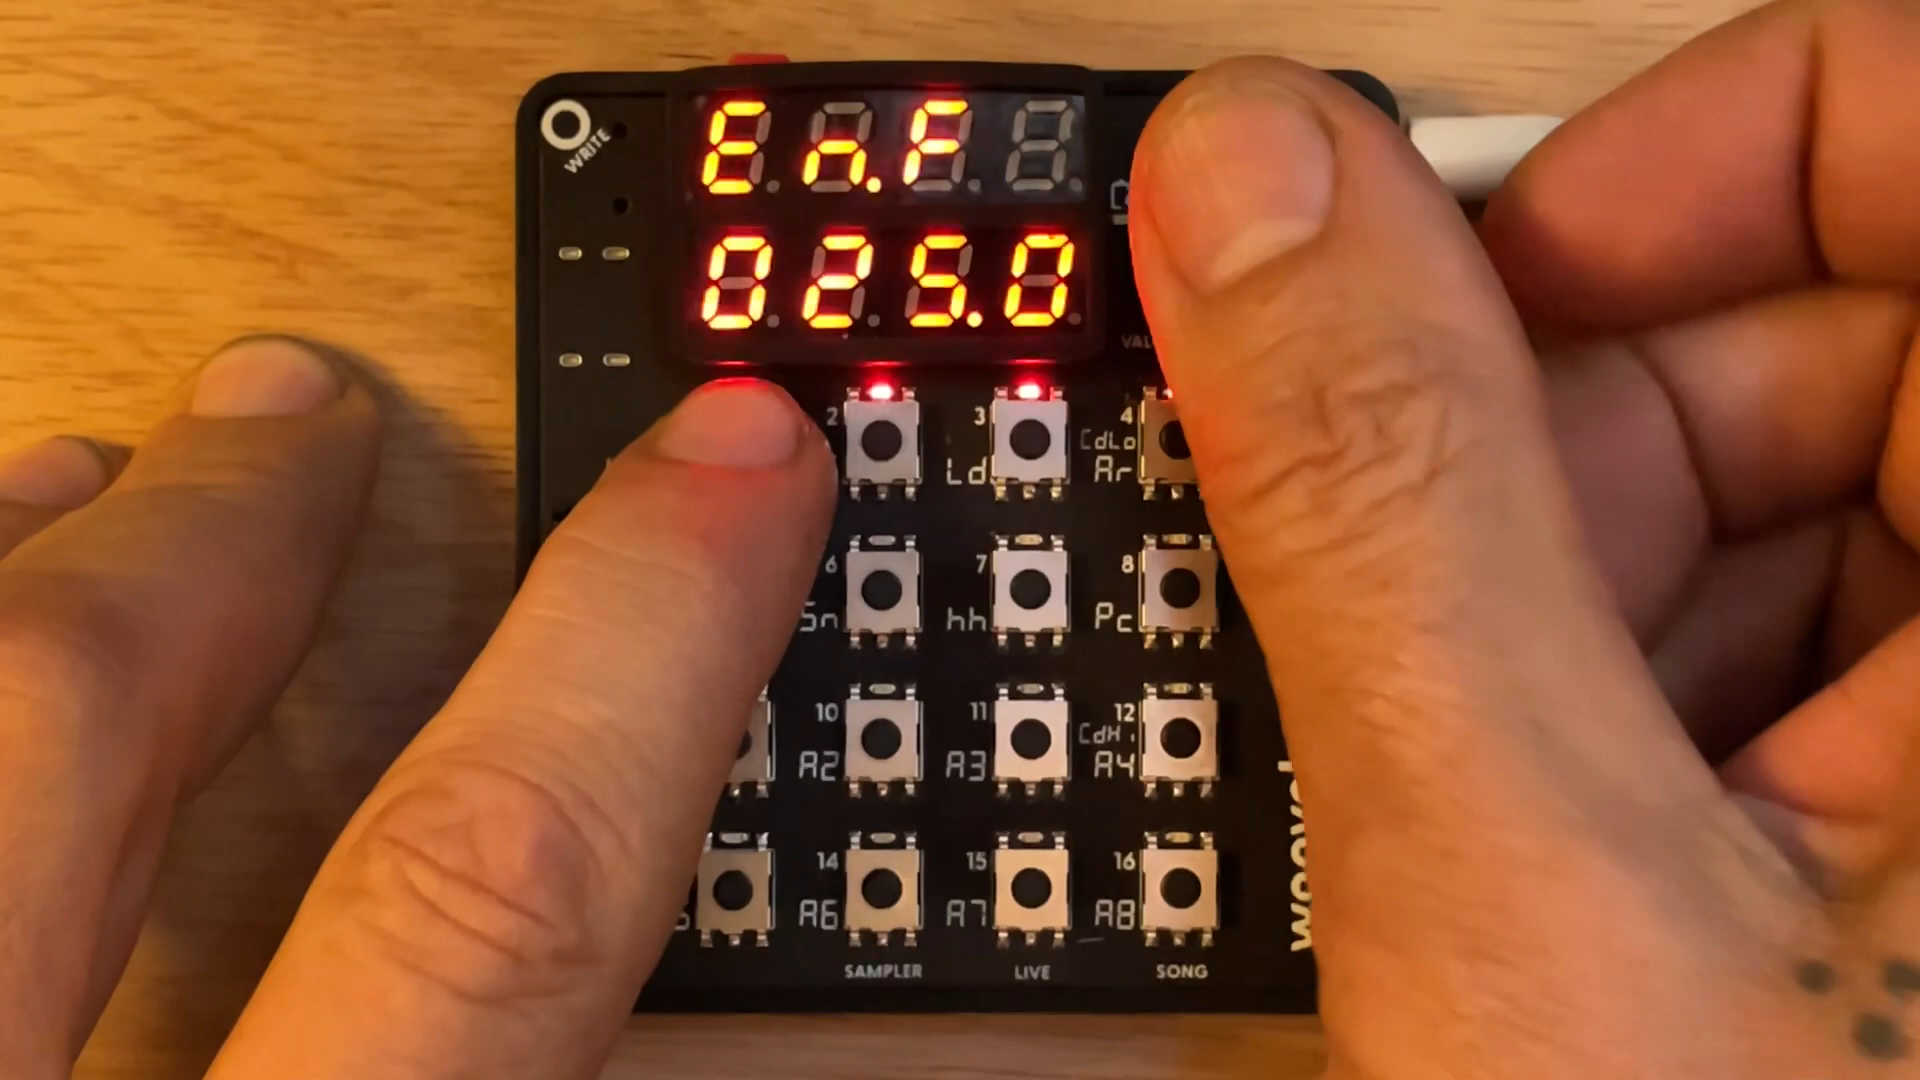 WRITE
En.F
025.0
2
3
4
CdLo
Ld
Ar
6
7
8
Sn
hh
Pc
10
11
12
CdH
A2
A3
A4
14
15
16
A6
A7
A8
SAMPLER
LIVE
SONG